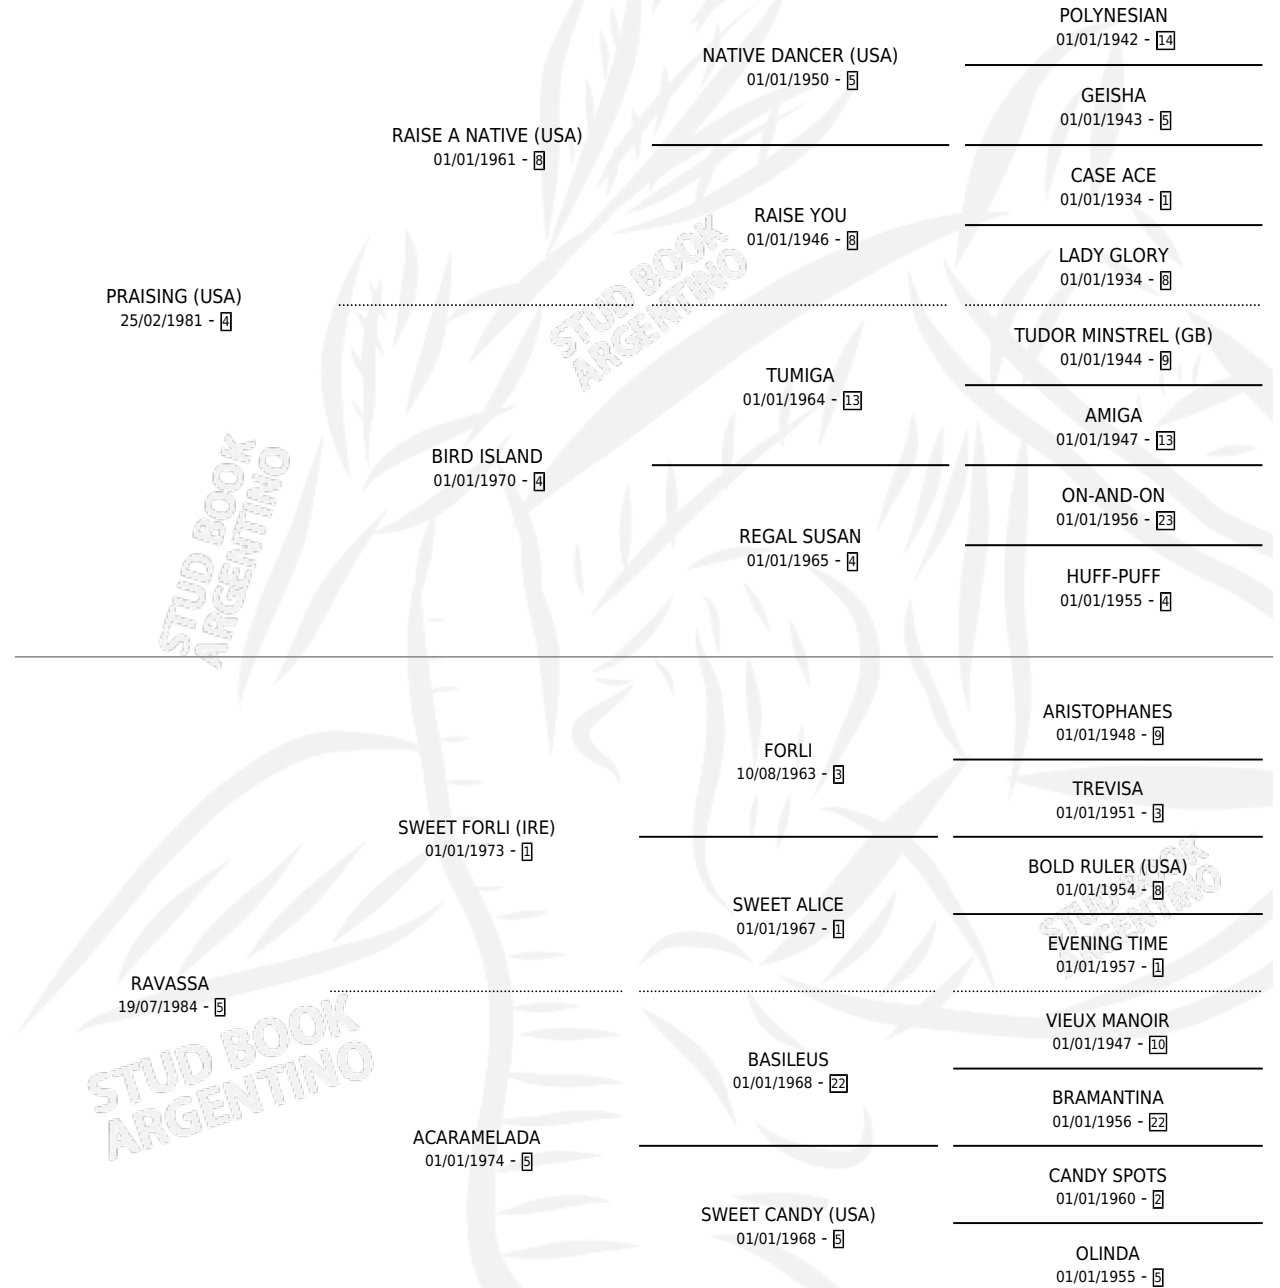 POLYNESIAN
01/01/1942 - 14
NATIVE DANCER (USA)
01/01/1950 - 5
GEISHA
01/01/1943 - 5
RAISE A NATIVE (USA)
01/01/1961 - 8
CASE ACE
01/01/1934 - 1
RAISE YOU
01/01/1946 - 8
LADY GLORY
01/01/1934 - 8
PRAISING (USA)
25/02/1981 - 4
STUD BOOK
ARGENTINO
TUDOR MINSTREL (GB)
01/01/1944 - 9
TUMIGA
01/01/1964 - 13
AMIGA
01/01/1947 - 13
BIRD ISLAND
01/01/1970 - 4
ON-AND-ON
01/01/1956 - 23
REGAL SUSAN
01/01/1965 - 4
HUFF-PUFF
01/01/1955 - 4
STUD BOOK
ARGENTINO
ARISTOPHANES
01/01/1948 - 9
FORLI
10/08/1963 - 3
TREVISA
01/01/1951 - 3
SWEET FORLI (IRE)
01/01/1973 - 1
BOLD RULER (USA)
01/01/1954 - 8
SWEET ALICE
01/01/1967 - 1
STUD BOOK
ARGENTINO
EVENING TIME
01/01/1957 - 1
RAVASSA
19/07/1984 - 5
VIEUX MANOIR
01/01/1947 - 10
BASILEUS
01/01/1968 - 22
BRAMANTINA
01/01/1956 - 22
STUD BOOK
ARGENTINO
ACARAMELADA
01/01/1974 - 5
CANDY SPOTS
01/01/1960 - 2
SWEET CANDY (USA)
01/01/1968 - 5
OLINDA
01/01/1955 - 5